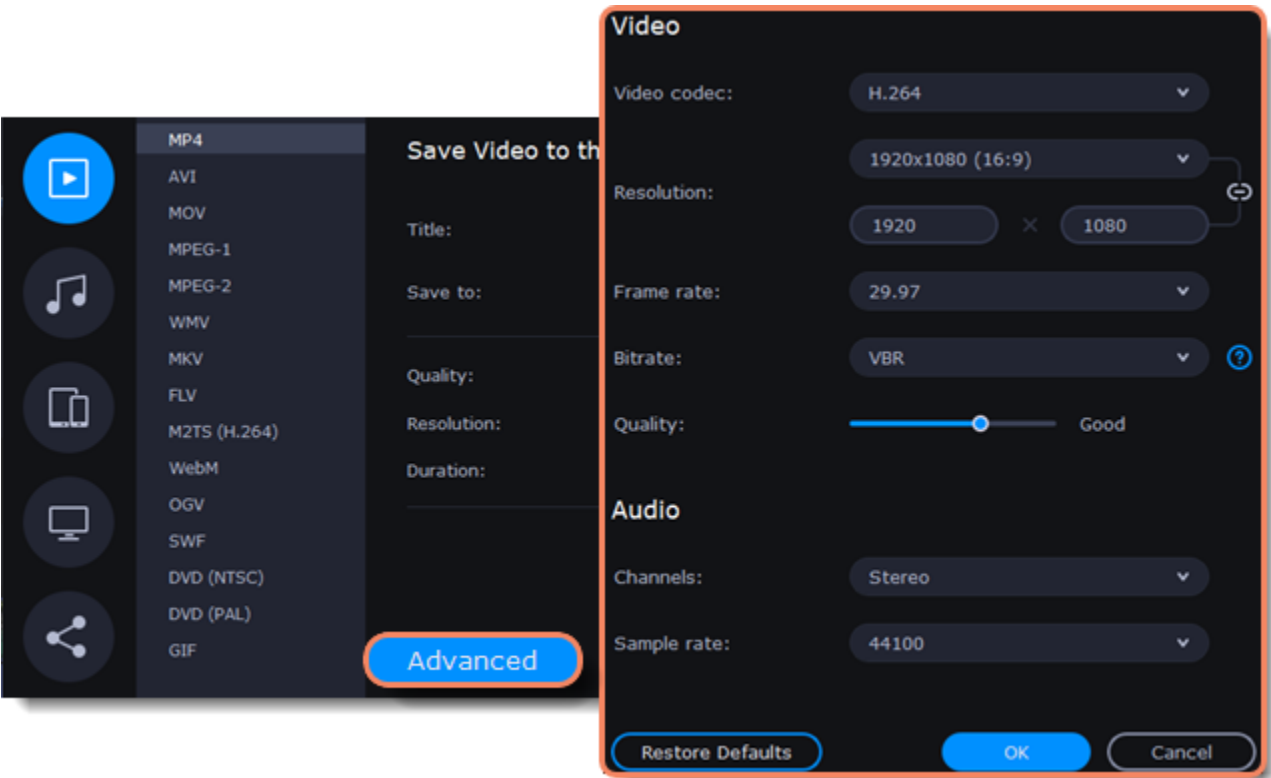 MP4
AVI
MOV
MPEG-1
MPEG-2
WMV
MKV
FLV
M2TS (H.264)
WebM
OGV
SWF
DVD (NTSC)
DVD (PAL)
GIF
Save Video to th
Title:
Save to:
Quality:
Resolution:
Duration:
Advanced
Video
Video codec: H.264
1920x1080 (16:9)
Resolution:
1920 × 1080
Frame rate: 29.97
Bitrate: VBR ?
Quality: Good
Audio
Channels: Stereo
Sample rate: 44100
Restore Defaults OK Cancel